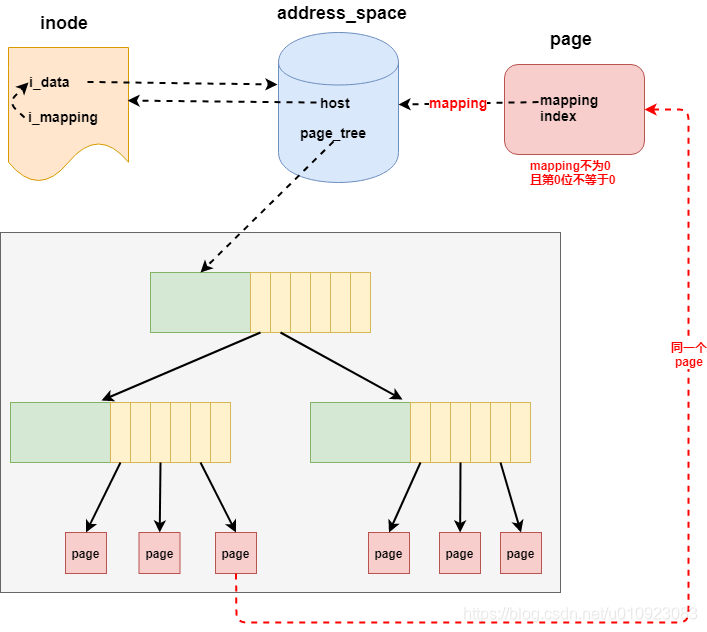 inode
address_space
page
i_data
i_mapping
host
page_tree
mapping
mapping
index
mapping不为0
且第0位不等于0
同一个
page
page
page
page
page
page
page
https://blog.csdn.net/u010923083